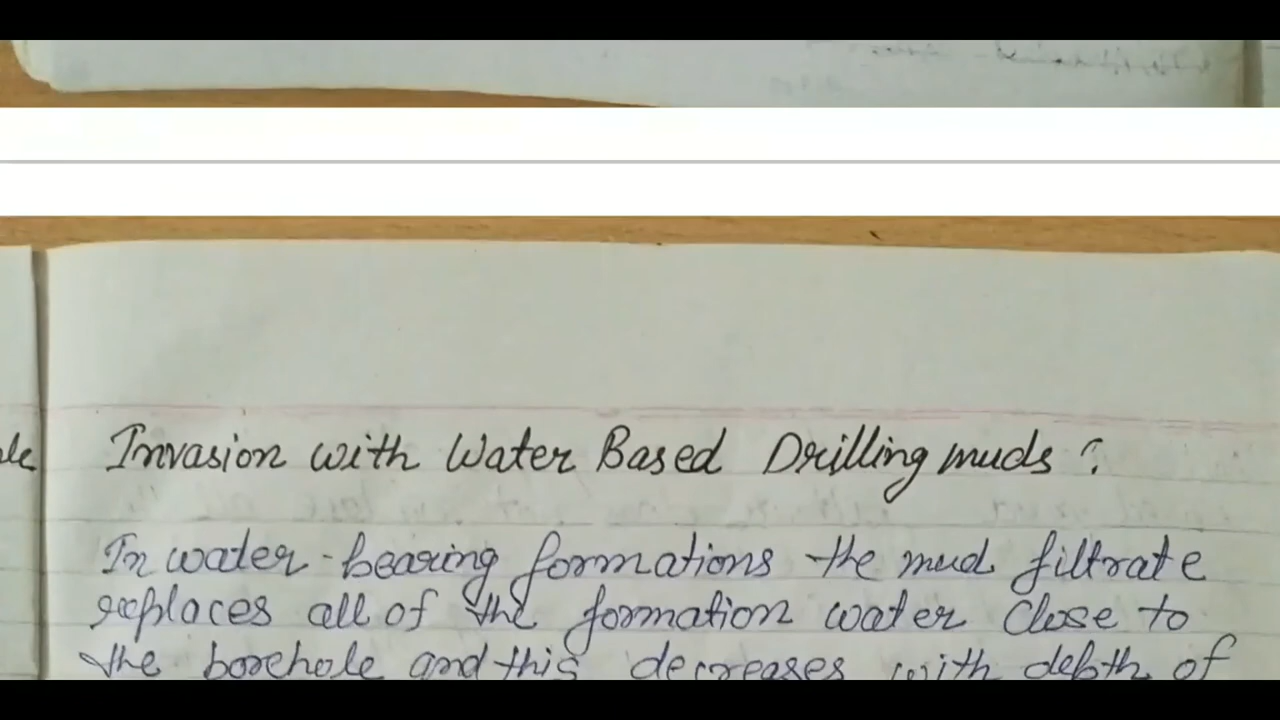 Invasion with Water Based Drilling muds ?
In water-bearing formations the mud filtrate
replaces all of the formation water close to
the borehole and this decreases with depth of